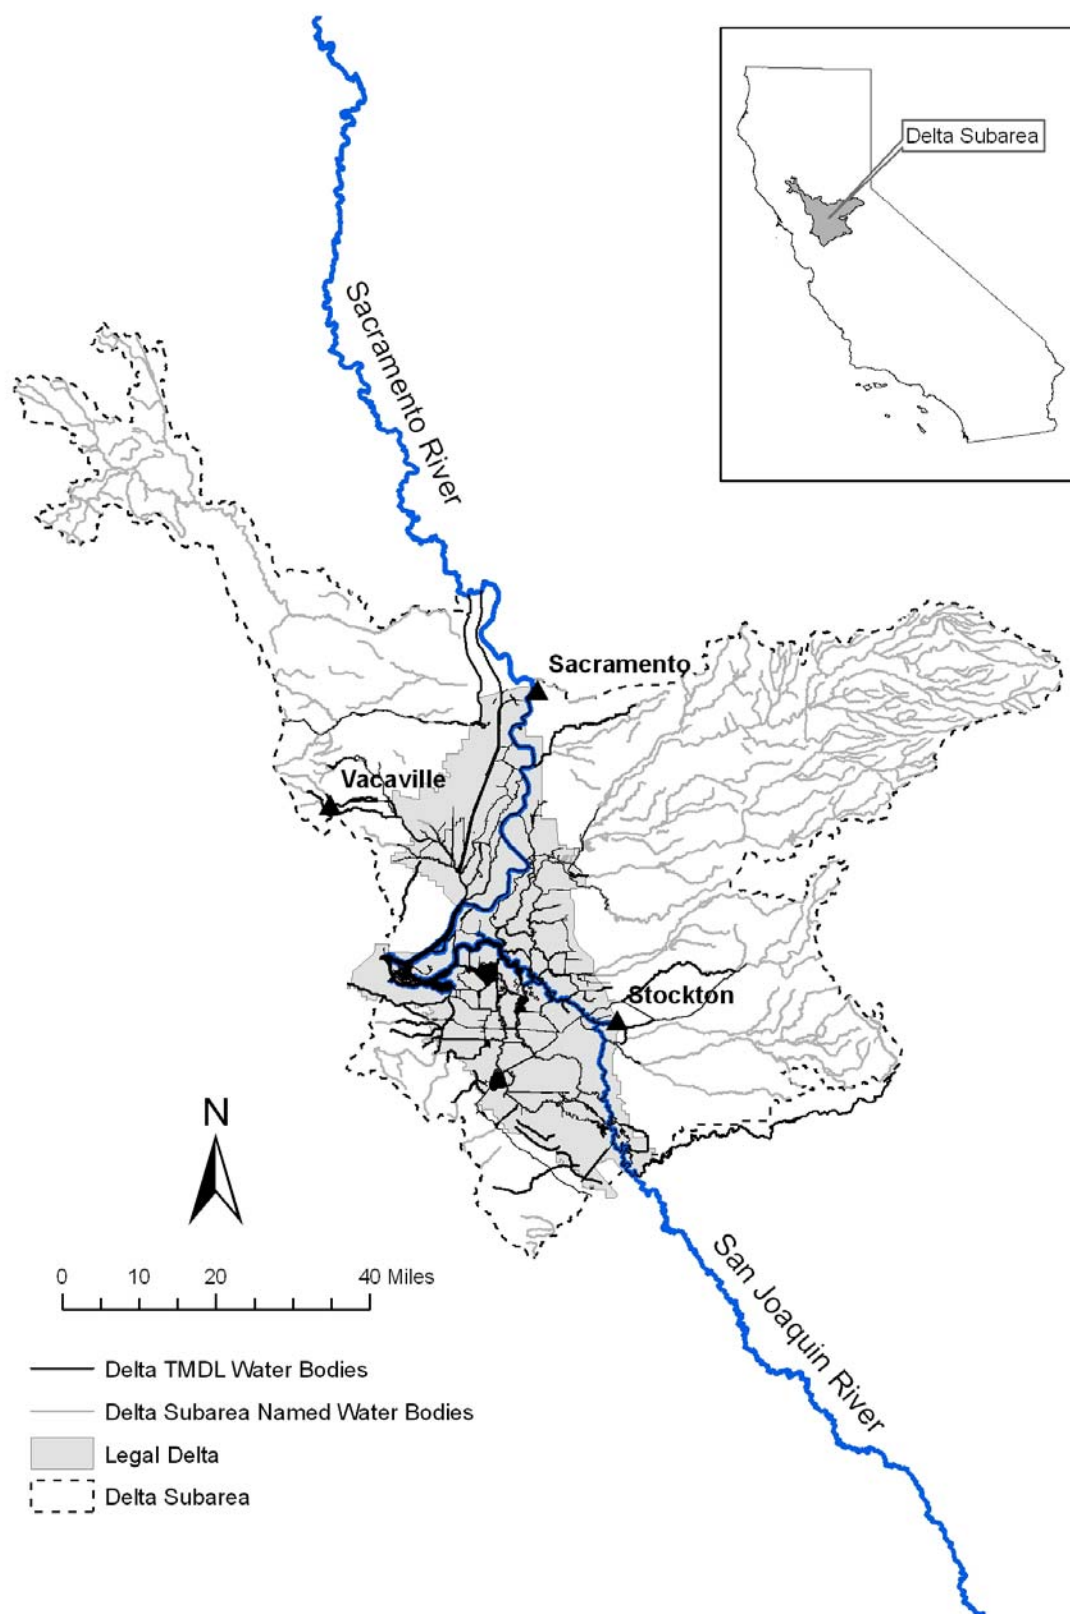 Delta Subarea
Sacramento River
Sacramento
Vacaville
Stockton
N
San Joaquin River
0 10 20 40 Miles
Delta TMDL Water Bodies
Delta Subarea Named Water Bodies
Legal Delta
Delta Subarea